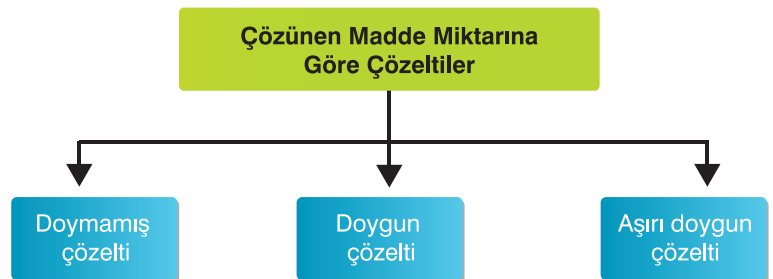 Çözünen Madde Miktarına
Göre Çözeltiler
Doymamış
çözelti
Doygun
çözelti
Aşırı doygun
çözelti